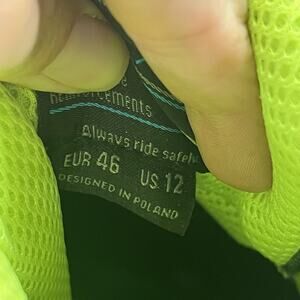 reinforcements
Always ride safely
EUR 46 US 12
DESIGNED IN POLAND